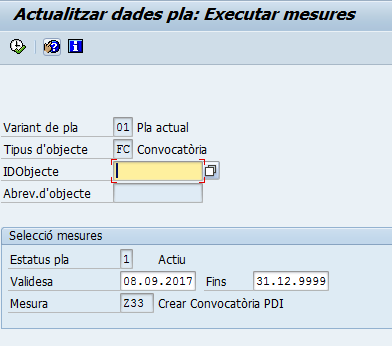 Actualitzar dades pla: Executar mesures
Variant de pla 01 Pla actual
Tipus d'objecte FC Convocatòria
IDObjecte
Abrev.d'objecte
Selecció mesures
Estatus pla 1 Actiu
Validesa 08.09.2017 Fins 31.12.9999
Mesura Z33 Crear Convocatòria PDI